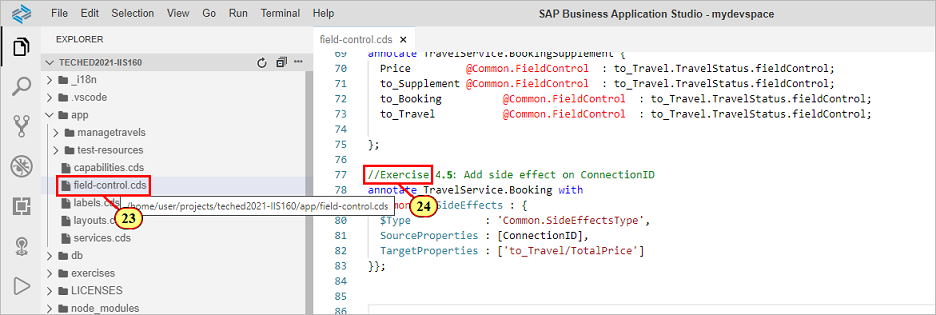 File Edit Selection View Go Run Terminal Help SAP Business Application Studio - mydevspace
EXPLORER
TECHED2021-IIS160
_i18n
.vscode
app
managetravels
test-resources
capabilities.cds
field-control.cds
labels.cds
layouts.c
services.cds
db
exercises
LICENSES
node_modules
23
/home/user/projects/teched2021-IIS160/app/field-control.cds
field-control.cds
69 annotate TravelService.BookingSupplement {
70 Price @Common.FieldControl : to_Travel.TravelStatus.fieldControl;
71 to_Supplement @Common.FieldControl : to_Travel.TravelStatus.fieldControl;
72 to_Booking @Common.FieldControl : to_Travel.TravelStatus.fieldControl;
73 to_Travel @Common.FieldControl : to_Travel.TravelStatus.fieldControl;
74
75 };
76
77 //Exercise 4.5: Add side effect on ConnectionID
78 annotate TravelService.Booking with
79 SideEffects : {
80 $Type : 'Common.SideEffectsType',
81 SourceProperties : [ConnectionID],
82 TargetProperties : ['to_Travel/TotalPrice']
83 }};
84
85
86
24